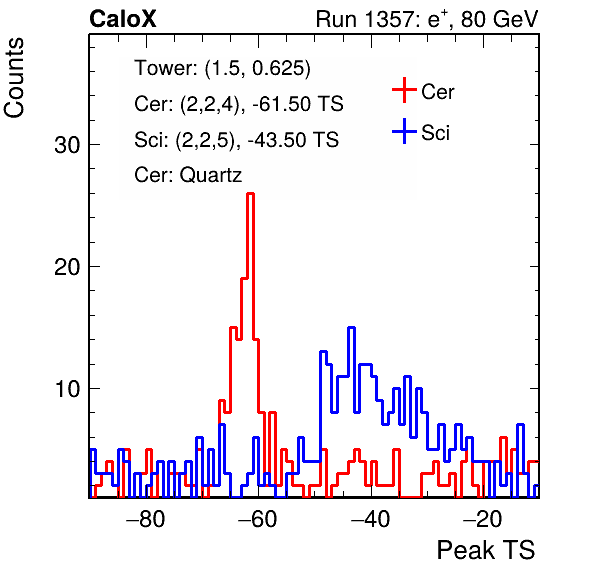 CaloX
Run 1357: e+, 80 GeV
Counts
Tower: (1.5, 0.625)
Cer: (2,2,4), -61.50 TS
Sci: (2,2,5), -43.50 TS
Cer: Quartz
Cer
Sci
30
20
10
−80 −60 −40 −20
Peak TS